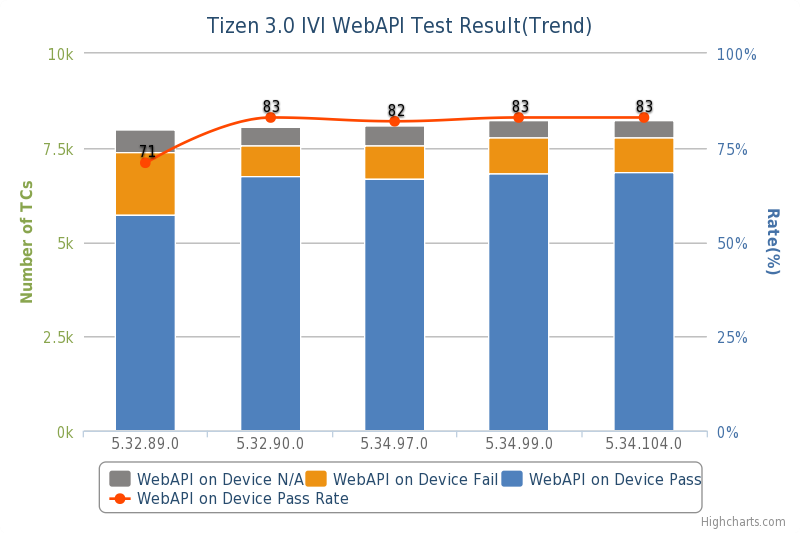 Tizen 3.0 IVI WebAPI Test Result(Trend)
10k
100%
83
82
83
83
71
7.5k
75%
Number of TCs
Rate(%)
5k
50%
2.5k
25%
0k
0%
5.32.89.0
5.32.90.0
5.34.97.0
5.34.99.0
5.34.104.0
WebAPI on Device N/A
WebAPI on Device Fail
WebAPI on Device Pass
WebAPI on Device Pass Rate
Highcharts.com